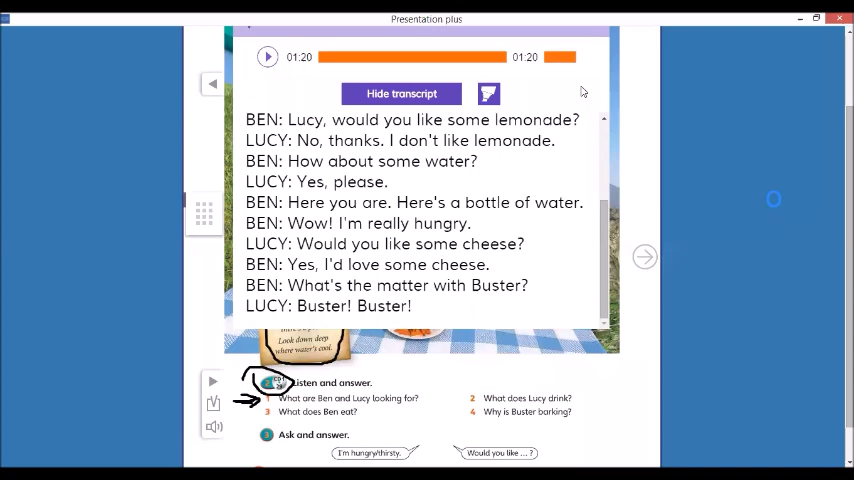 Presentation plus
01:20
01:20
Hide transcript
BEN: Lucy, would you like some lemonade?
LUCY: No, thanks. I don't like lemonade.
BEN: How about some water?
LUCY: Yes, please.
BEN: Here you are. Here's a bottle of water.
BEN: Wow! I'm really hungry.
LUCY: Would you like some cheese?
BEN: Yes, I'd love some cheese.
BEN: What's the matter with Buster?
LUCY: Buster! Buster!
Look down deep
where water's cool.
2 CD1 Listen and answer.
1 What are Ben and Lucy looking for?
2 What does Lucy drink?
3 What does Ben eat?
4 Why is Buster barking?
3 Ask and answer.
I'm hungry/thirsty.
Would you like ... ?